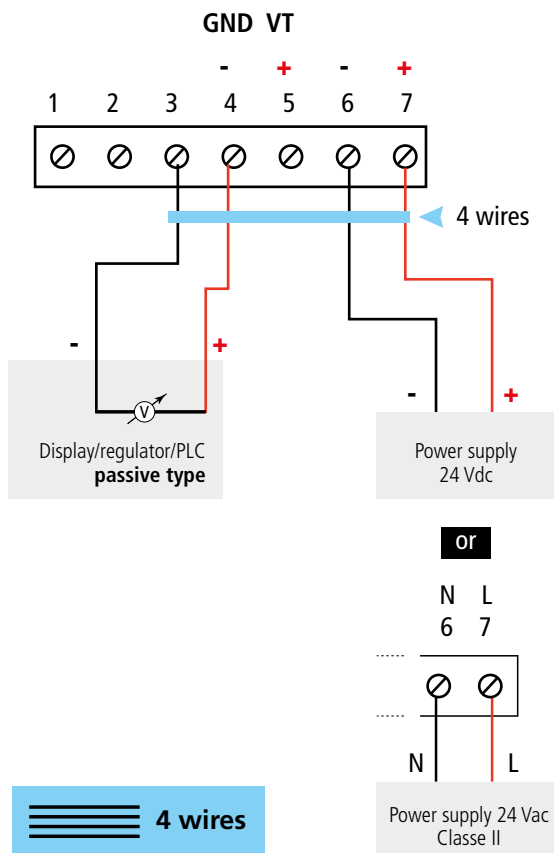 GND VT
- + - +
1 2 3 4 5 6 7
4 wires
- +
V
Display/regulator/PLC
passive type
- +
Power supply
24 Vdc
or
N L
6 7
N L
Power supply 24 Vac
Classe II
4 wires